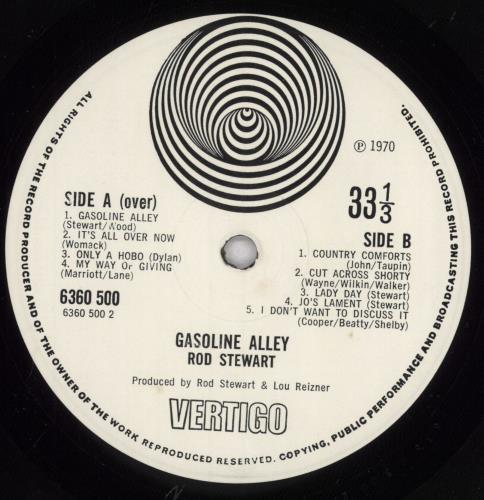 ALL RIGHTS OF THE RECORD PRODUCER AND OF THE OWNER OF THE WORK REPRODUCED RESERVED. COPYING, PUBLIC PERFORMANCE AND BROADCASTING THIS RECORD PROHIBITED.
℗ 1970
SIDE A (over)
1. GASOLINE ALLEY
(Stewart/Wood)
2. IT'S ALL OVER NOW
(Womack)
3. ONLY A HOBO (Dylan)
4. MY WAY OF GIVING
(Marriott/Lane)
6360 500
6360 500 2
33 1/3
SIDE B
1. COUNTRY COMFORTS
(John/Taupin)
2. CUT ACROSS SHORTY
(Wayne/Wilkin/Walker)
3. LADY DAY (Stewart)
4. JO'S LAMENT (Stewart)
5. I DON'T WANT TO DISCUSS IT
(Cooper/Beatty/Shelby)
GASOLINE ALLEY
ROD STEWART
Produced by Rod Stewart & Lou Reizner
VERTIGO